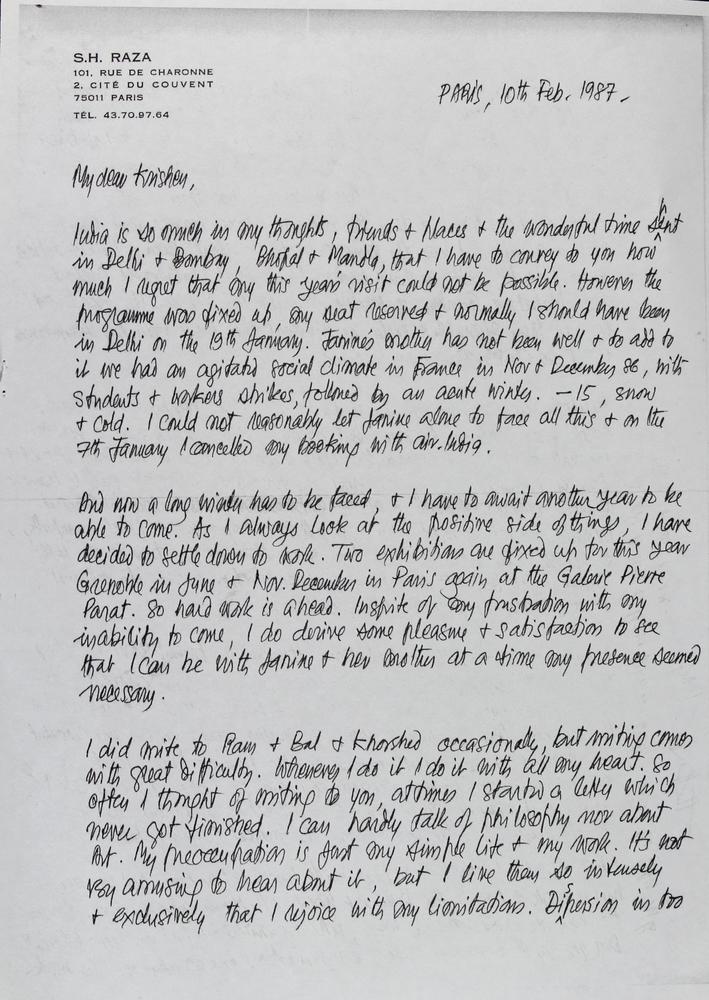 S.H. RAZA
101, RUE DE CHARONNE
2, CITÉ DU COUVENT
75011 PARIS
TÉL. 43.70.97.64
PARIS, 10th Feb. 1987.
My dear Krishen,
India is so much in my thoughts, friends + places + the wonderful time spent
in Delhi + Bombay, Bhopal + Mandla, that I have to convey to you how
much I regret that my this year's visit could not be possible. However the
programme was fixed up, my seat reserved + normally I should have been
in Delhi on the 19th January. Janine's mother has not been well + to add to
it we had an agitated social climate in France in Nov + December 86, with
students + workers strikes, followed by an acute winter. -15, snow
+ cold. I could not reasonably let Janine alone to face all this + on the
7th January I cancelled my booking with air-India.
And now a long winter has to be faced, + I have to await another year to be
able to come. As I always look at the positive side of things, I have
decided to settle down to work. Two exhibitions are fixed up for this year
Grenoble in June + Nov. December in Paris again at the Galerie Pierre
Parat. So hard work is ahead. Inspite of my frustration with my
inability to come, I do derive some pleasure + satisfaction to see
that I can be with Janine + her mother at a time my presence seemed
necessary.
I did write to Ram + Bal + Khorshed occasionally, but writing comes
with great difficulty. Whenever I do it I do it with all my heart. So
often I thought of writing to you, at times I started a letter which
never got finished. I can hardly talk of philosophy nor about
Art. My preoccupation is just my simple life + my work. It's not
very amusing to hear about it, but I live them so intensely
+ exclusively that I rejoice with my limitations. Dispersion in too